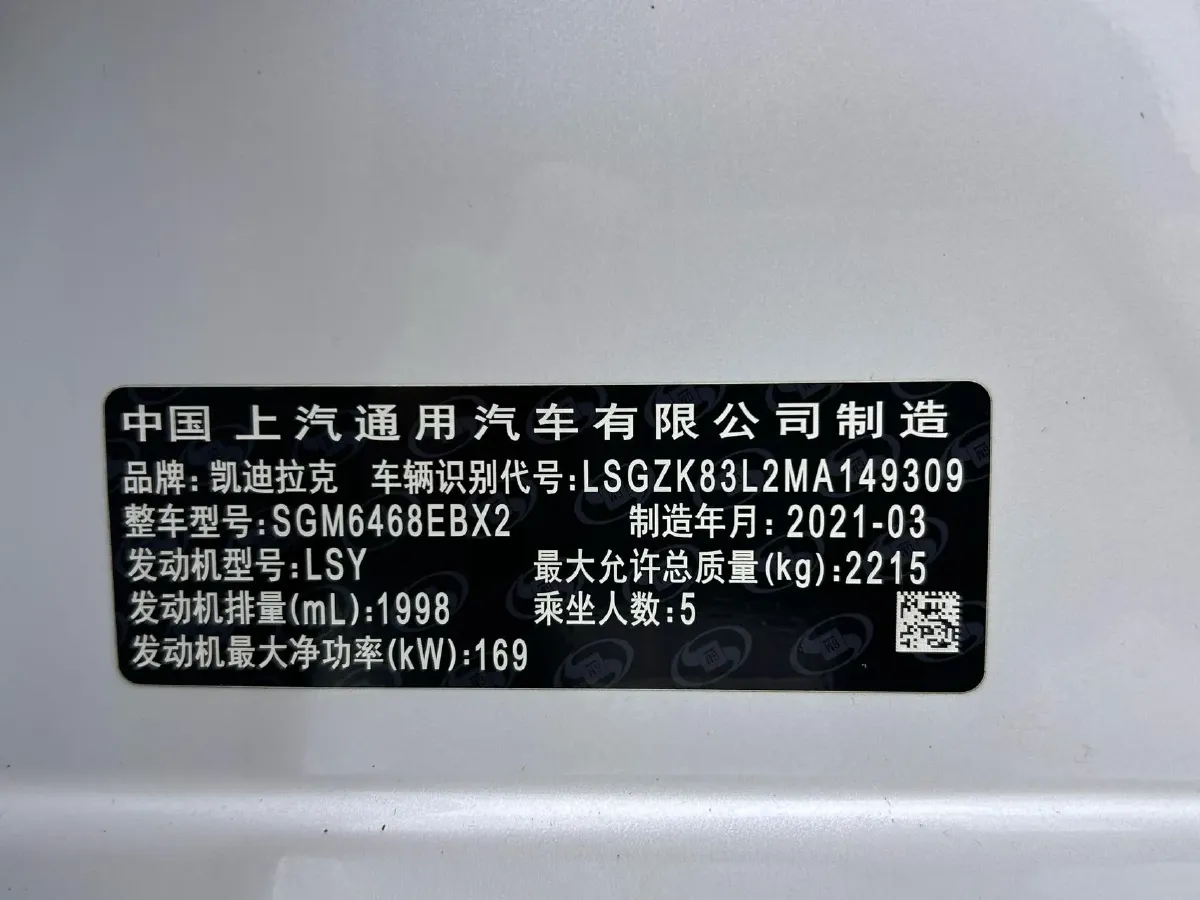 中国 上汽通用汽车有限公司制造
品牌: 凯迪拉克 车辆识别代号:LSGZK83L2MA149309
整车型号:SGM6468EBX2 制造年月: 2021-03
发动机型号:LSY 最大允许总质量(kg):2215
发动机排量(mL):1998 乘坐人数:5
发动机最大净功率(kW):169